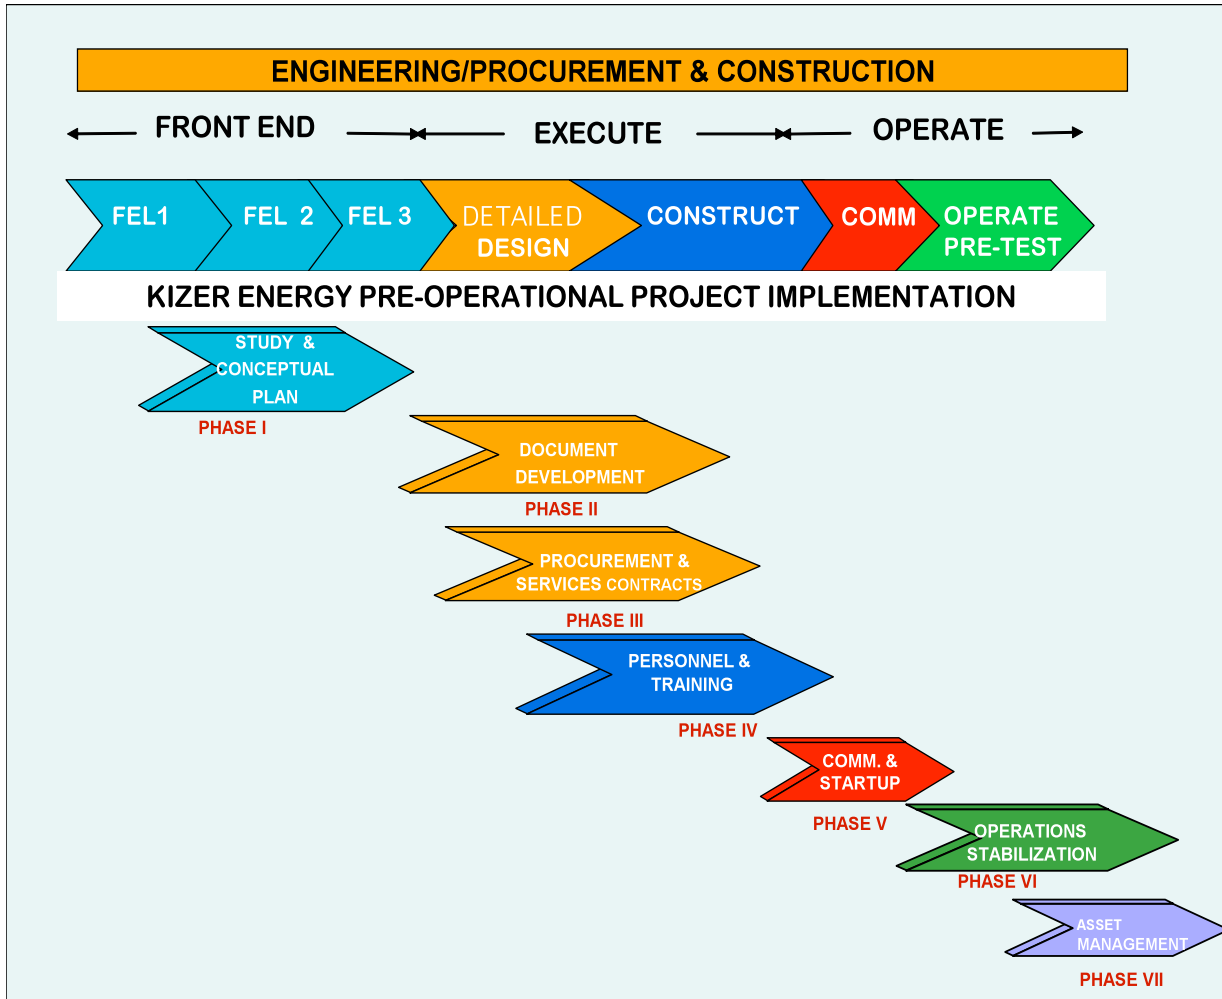 ENGINEERING/PROCUREMENT & CONSTRUCTION
FRONT END
EXECUTE
OPERATE
FEL1
FEL 2
FEL 3
DETAILED
DESIGN
CONSTRUCT
COMM
OPERATE
PRE-TEST
KIZER ENERGY PRE-OPERATIONAL PROJECT IMPLEMENTATION
STUDY &
CONCEPTUAL
PLAN
PHASE I
DOCUMENT
DEVELOPMENT
PHASE II
PROCUREMENT &
SERVICES CONTRACTS
PHASE III
PERSONNEL &
TRAINING
PHASE IV
COMM. &
STARTUP
PHASE V
OPERATIONS
STABILIZATION
PHASE VI
ASSET
MANAGEMENT
PHASE VII